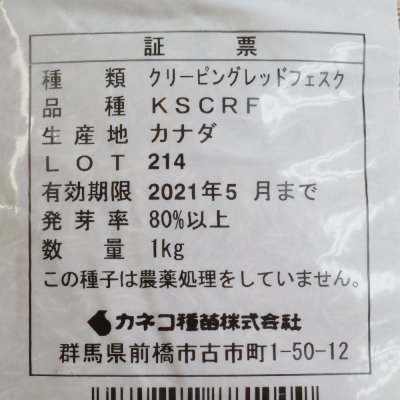 証 票
種 類 クリーピングレッドフェスク
品 種 KSCRF
生産地 カナダ
LOT 214
有効期限 2021年5 月まで
発芽率 80%以上
数 量 1kg
この種子は農薬処理をしていません。
カネコ種苗株式会社
群馬県前橋市古市町1-50-12